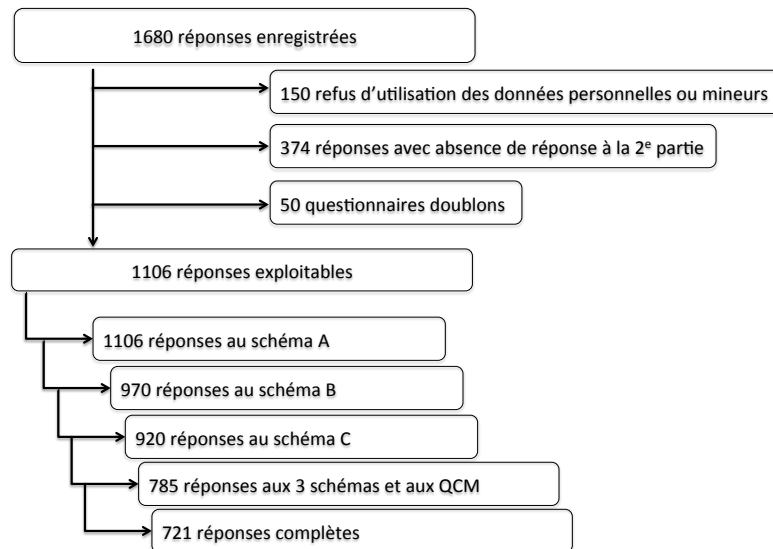 1680 réponses enregistrées
150 refus d'utilisation des données personnelles ou mineurs
374 réponses avec absence de réponse à la 2e partie
50 questionnaires doublons
1106 réponses exploitables
1106 réponses au schéma A
970 réponses au schéma B
920 réponses au schéma C
785 réponses aux 3 schémas et aux QCM
721 réponses complètes